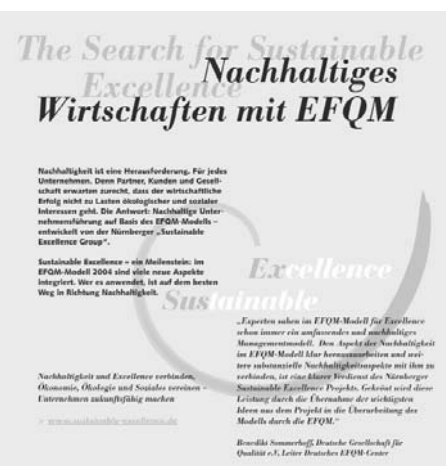 The Search for Sustainable
Excellence
Nachhaltiges
Wirtschaften mit EFQM
Nachhaltigkeit ist eine Herausforderung. Für jedes
Unternehmen. Denn Partner, Kunden und Gesell-
schaft erwarten zurecht, dass der wirtschaftliche
Erfolg nicht zu Lasten ökologischer und sozialer
Interessen geht. Die Antwort: Nachhaltige Unter-
nehmensführung auf Basis des EFQM-Modells –
entwickelt von der Nürnberger „Sustainable
Excellence Group“.
Sustainable Excellence – ein Meilenstein: im
EFQM-Modell 2004 sind viele neue Aspekte
integriert. Wer es anwendet, ist auf dem besten
Weg in Richtung Nachhaltigkeit.
Excellence
Sustainable
„Experten sahen im EFQM-Modell für Excellence
schon immer ein umfassendes und nachhaltiges
Managementmodell. Den Aspekt der Nachhaltigkeit
im EFQM-Modell klar herauszuarbeiten und wei-
tere substanzielle Nachhaltigkeitsaspekte mit ihm zu
verbinden, ist eine klarer Verdienst des Nürnberger
Sustainable Excellence Projekts. Gekrönt wird diese
Leistung durch die Übernahme der wichtigsten
Ideen aus dem Projekt in die Überarbeitung des
Modells durch die EFQM.“
Benedikt Sommerhoff, Deutsche Gesellschaft für
Qualität e.V. Leiter Deutsches EFQM-Center
Nachhaltigkeit und Excellence verbinden,
Ökonomie, Ökologie und Soziales vereinen –
Unternehmen zukunftsfähig machen
> www.sustainable-excellence.de